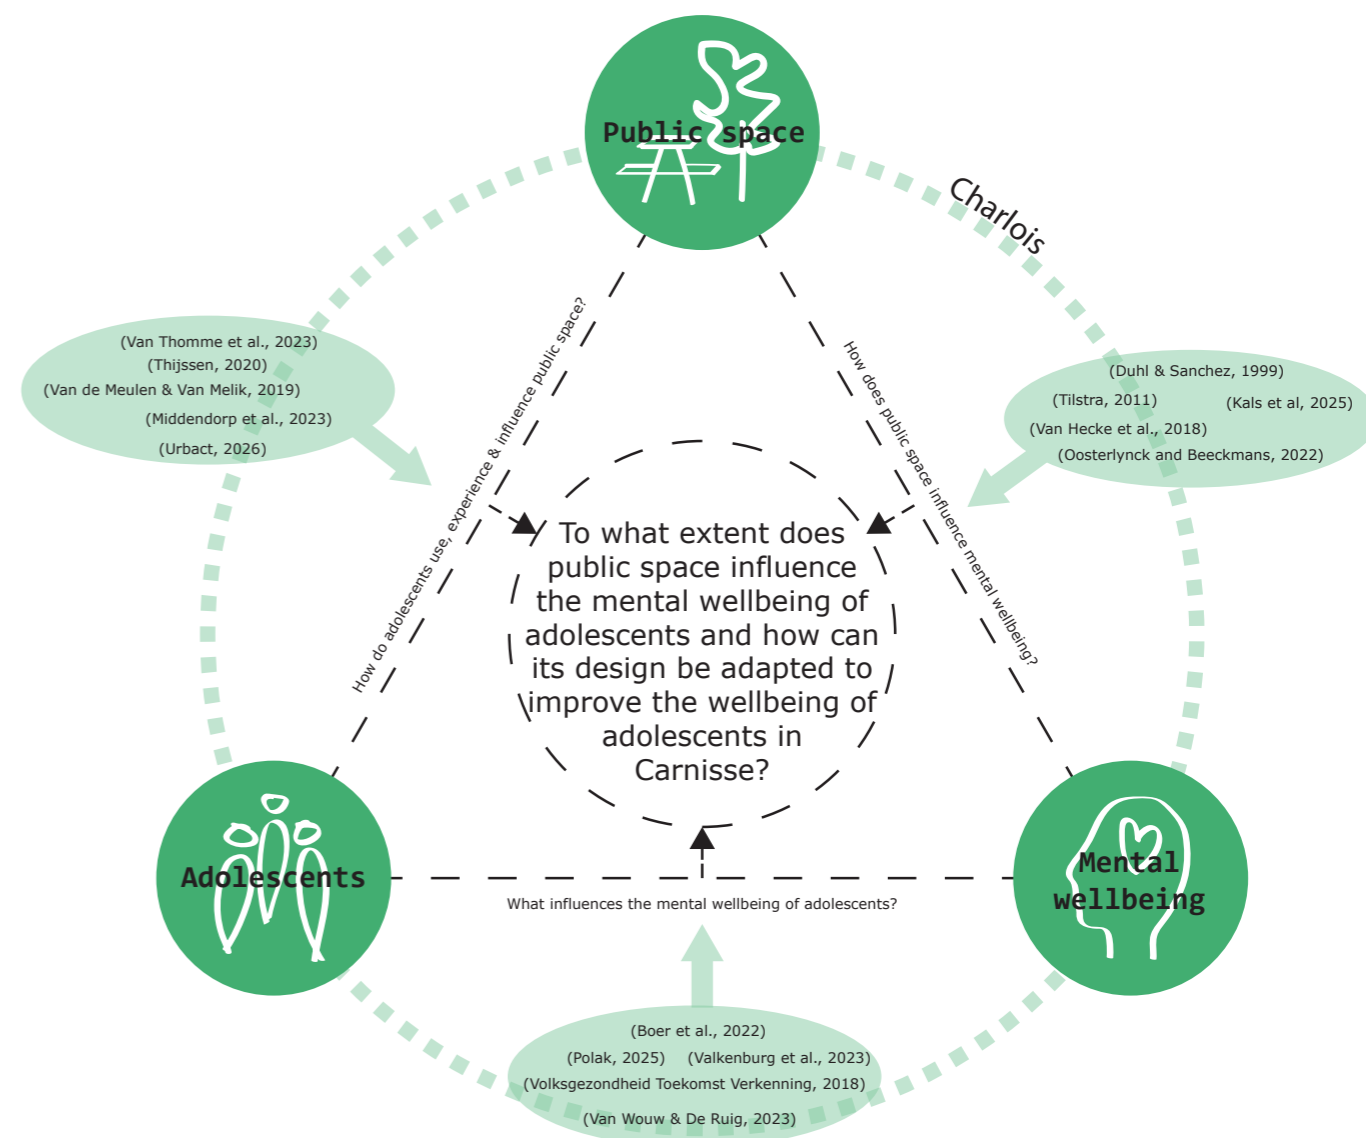 Public space
Charlois
(Van Thomme et al., 2023)
(Thijssen, 2020)
(Van de Meulen & Van Melik, 2019)
(Middendorp et al., 2023)
(Urbact, 2026)
How do adolescents use, experience & influence public space?
How does public space influence mental wellbeing?
(Duhl & Sanchez, 1999)
(Tilstra, 2011)
(Kals et al, 2025)
(Van Hecke et al., 2018)
(Oosterlynck and Beeckmans, 2022)
To what extent does
public space influence
the mental wellbeing of
adolescents and how can
its design be adapted to
improve the wellbeing of
adolescents in
Carnisse?
Adolescents
Mental
wellbeing
What influences the mental wellbeing of adolescents?
(Boer et al., 2022)
(Polak, 2025)
(Valkenburg et al., 2023)
(Volksgezondheid Toekomst Verkenning, 2018)
(Van Wouw & De Ruig, 2023)